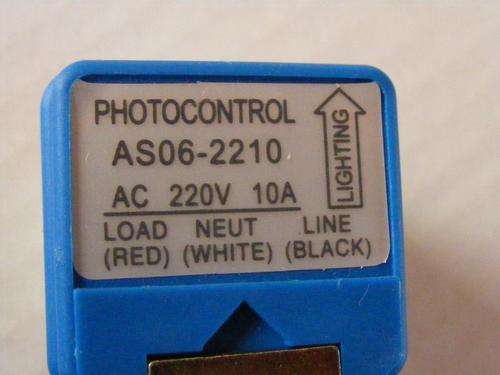 PHOTOCONTROL
AS06-2210
AC 220V 10A
LOAD NEUT LINE
(RED) (WHITE) (BLACK)
LIGHTING